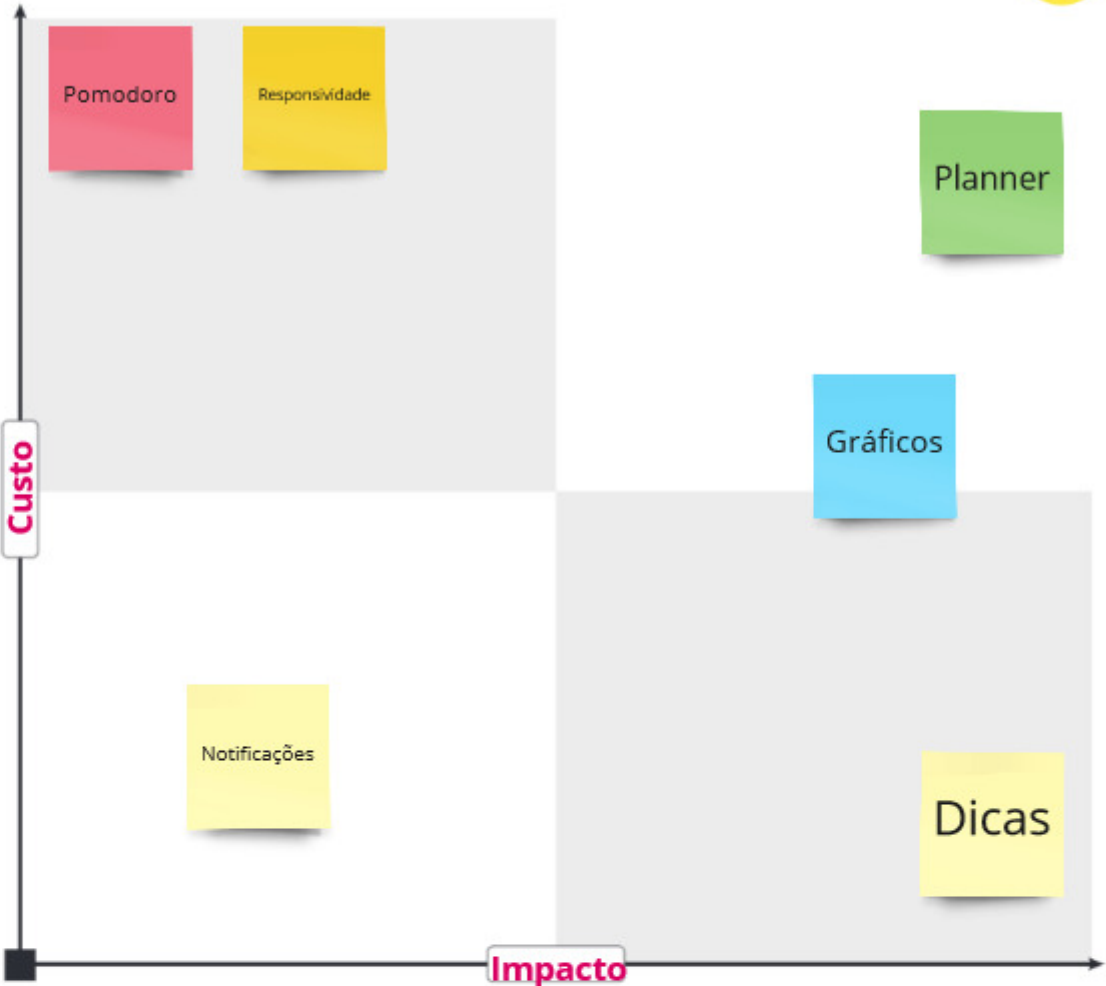 Pomodoro
Responsividade
Planner
Gráficos
Custo
Notificações
Dicas
Impacto